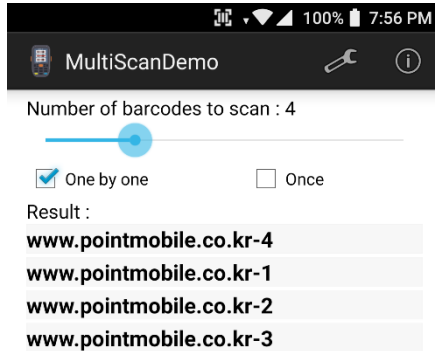 100% 7:56 PM
MultiScanDemo
Number of barcodes to scan : 4
One by one Once
Result :
www.pointmobile.co.kr-4
www.pointmobile.co.kr-1
www.pointmobile.co.kr-2
www.pointmobile.co.kr-3